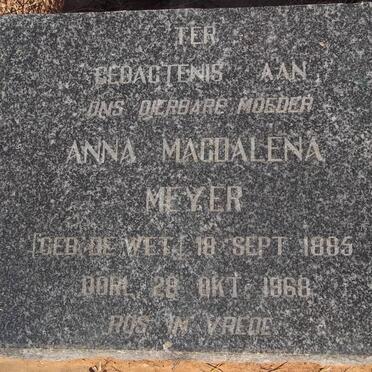 TER
GEDAGTENIS AAN
ONS DIERBARE MOEDER
ANNA MAGDALENA
MEYER
[GEB. DE WET.] 18 SEPT 1885
OORL. 28 OKT. 1968
RUS IN VREDE